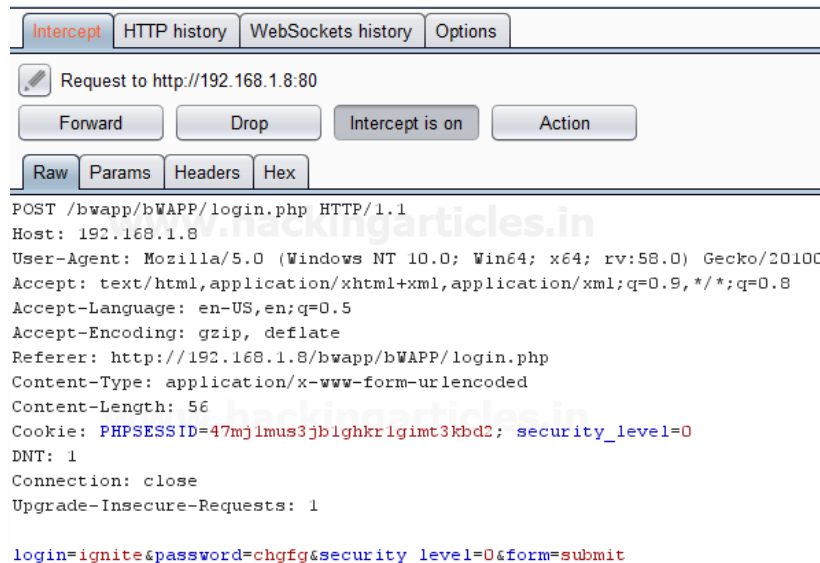 Intercept HTTP history WebSockets history Options
Request to http://192.168.1.8:80
Forward Drop Intercept is on Action
Raw Params Headers Hex
POST /bwapp/bWAPP/login.php HTTP/1.1
www.hackingarticles.in
Host: 192.168.1.8
User-Agent: Mozilla/5.0 (Windows NT 10.0; Win64; x64; rv:58.0) Gecko/20100
Accept: text/html,application/xhtml+xml,application/xml;q=0.9,*/*;q=0.8
Accept-Language: en-US,en;q=0.5
Accept-Encoding: gzip, deflate
Referer: http://192.168.1.8/bwapp/bWAPP/login.php
Content-Type: application/x-www-form-urlencoded
Content-Length: 56
www.hackingarticles.in
Cookie: PHPSESSID=47mj1mus3jb1ghkr1gimt3kbd2; security_level=0
DNT: 1
Connection: close
Upgrade-Insecure-Requests: 1
login=ignite&password=chgfg&security_level=0&form=submit